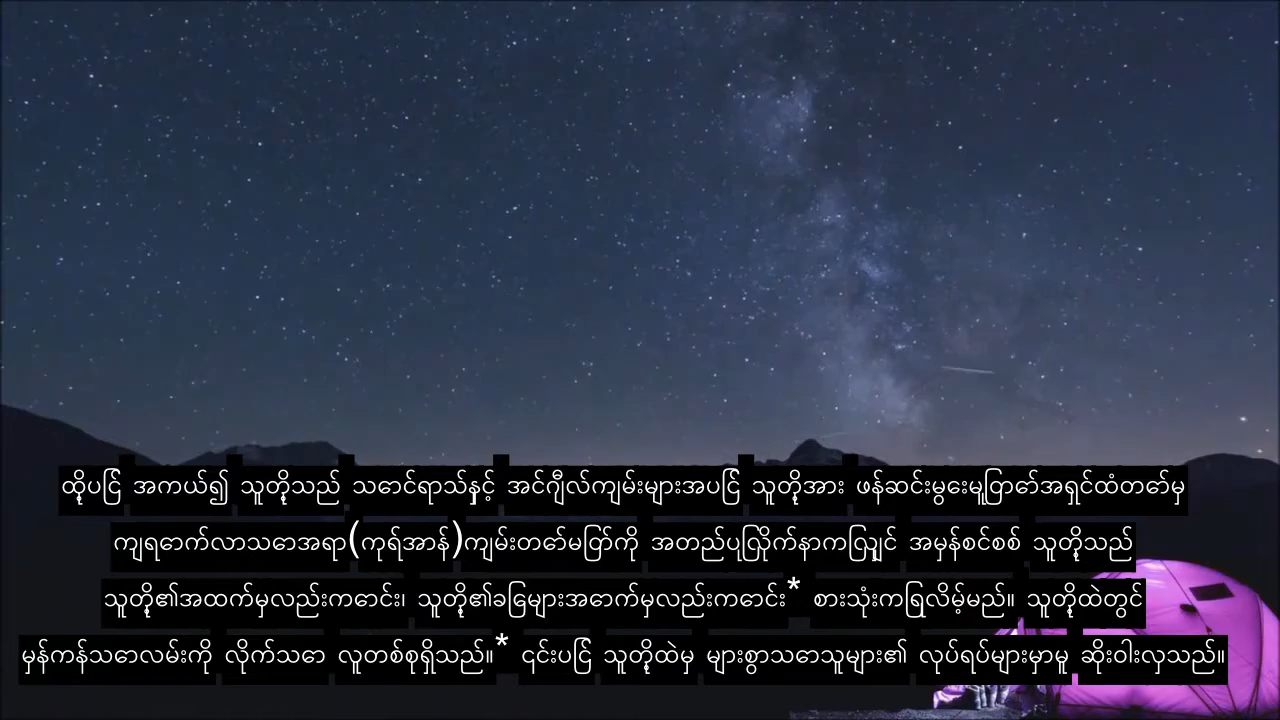 ထို့ပြင် အကယ်၍ သူတို့သည် သောင်ရာသ်နှင့် အင်ဂျီလ်ကျမ်းများအပြင် သူတို့အား ဖန်ဆင်းမွေးမြူတော်မူသောအရှင့်ထံတော်မှ
ကျရောက်လာသောအရာ(ကုရ်အာန်)ကျမ်းတော်မြတ်ကို အတည်ပြုလိုက်နာကြလျှင် အမှန်စင်စစ် သူတို့သည်
သူတို့၏အထက်မှလည်းကောင်း၊ သူတို့၏ခြေများအောက်မှလည်းကောင်း* စားသုံးကြရလိမ့်မည်။ သူတို့ထဲတွင်
မှန်ကန်သောလမ်းကို လိုက်သော လူတစ်စုရှိသည်။* ၎င်းပြင် သူတို့ထဲမှ များစွာသောသူများ၏ လုပ်ရပ်များမှာမူ ဆိုးဝါးလှသည်။